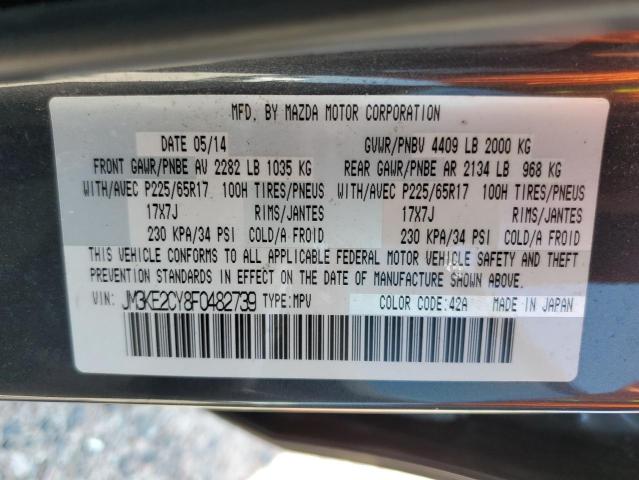 MFD. BY MAZDA MOTOR CORPORATION
DATE 05/14 GVWR/PNBV 4409 LB 2000 KG
FRONT GAWR/PNBE AV 2282 LB 1035 KG REAR GAWR/PNBE AR 2134 LB 968 KG
WITH/AVEC P225/65R17 100H TIRES/PNEUS WITH/AVEC P225/65R17 100H TIRES/PNEUS
17X7J RIMS/JANTES 17X7J RIMS/JANTES
230 KPA/34 PSI COLD/A FROID 230 KPA/34 PSI COLD/A FROID
THIS VEHICLE CONFORMS TO ALL APPLICABLE FEDERAL MOTOR VEHICLE SAFETY AND THEFT
PREVENTION STANDARDS IN EFFECT ON THE DATE OF MANUFACTURE SHOWN ABOVE.
VIN: JM3KE2CY8F0482739 TYPE:MPV COLOR CODE:42A MADE IN JAPAN